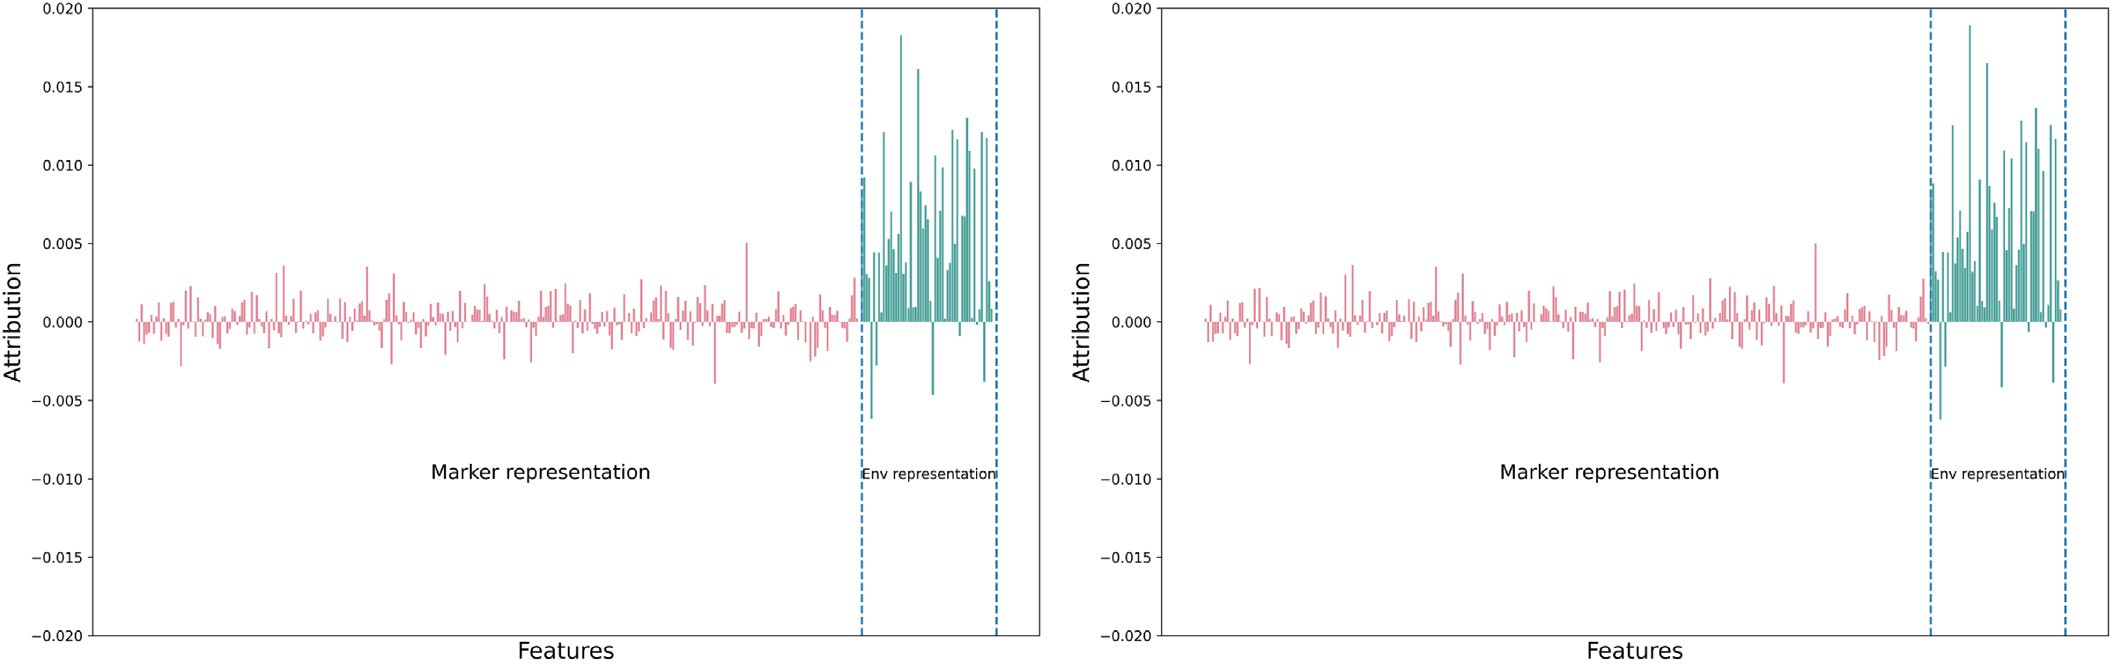 0.020
0.015
0.010
0.005
0.000
−0.005
−0.010
−0.015
−0.020
Attribution
Marker representation
Env representation
Features
0.020
0.015
0.010
0.005
0.000
−0.005
−0.010
−0.015
−0.020
Attribution
Marker representation
Env representation
Features